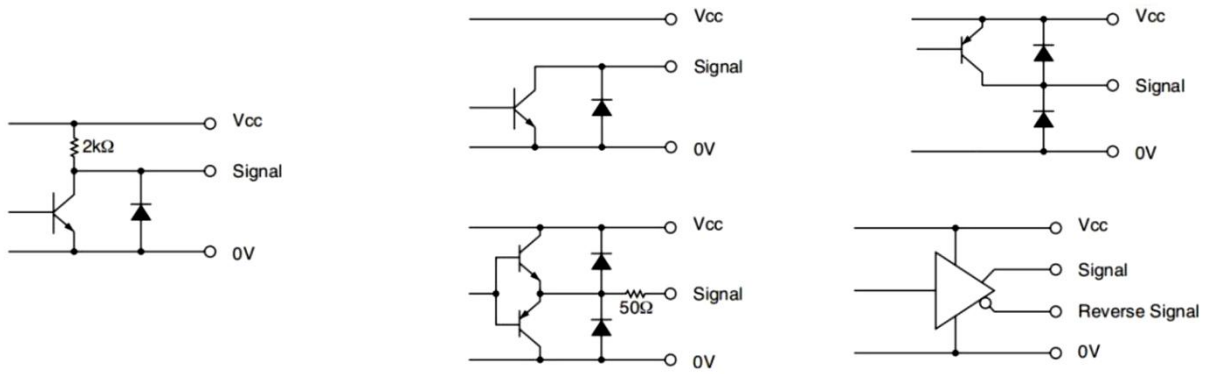 Vcc
2kΩ
Signal
0V
Vcc
Signal
0V
Vcc
Signal
0V
Vcc
Signal
50Ω
0V
Vcc
Signal
Reverse Signal
0V